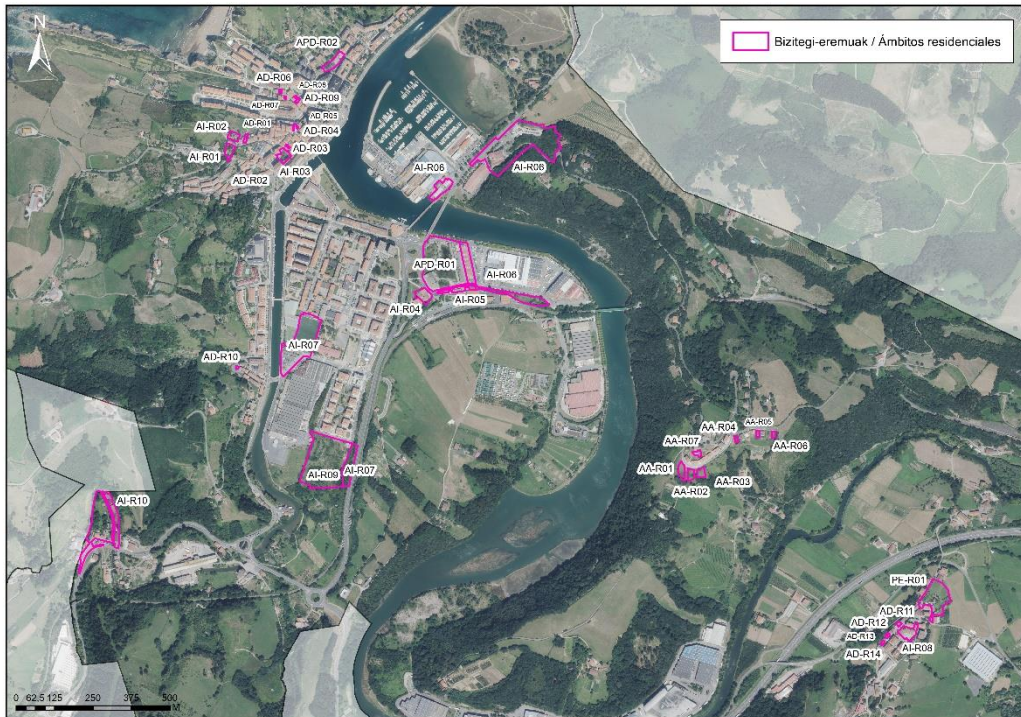 N
Bizitegi-eremuak / Ámbitos residenciales
APD-R02
AD-R06
AD-R08
AD-R09
AD-R07
AD-R05
AI-R02
AD-R01
AD-R04
AI-R01
AD-R03
AI-R03
AD-R02
AI-R06
AI-R06
APD-R01
AI-R06
AI-R05
AI-R04
AI-R07
AD-R10
AA-R05
AA-R04
AA-R06
AA-R07
AA-R01
AA-R03
AA-R02
AI-R09
AI-R07
AI-R10
PE-R01
AD-R11
AD-R12
AD-R13
AI-R08
AD-R14
0 62.5 125 250 375 500
M